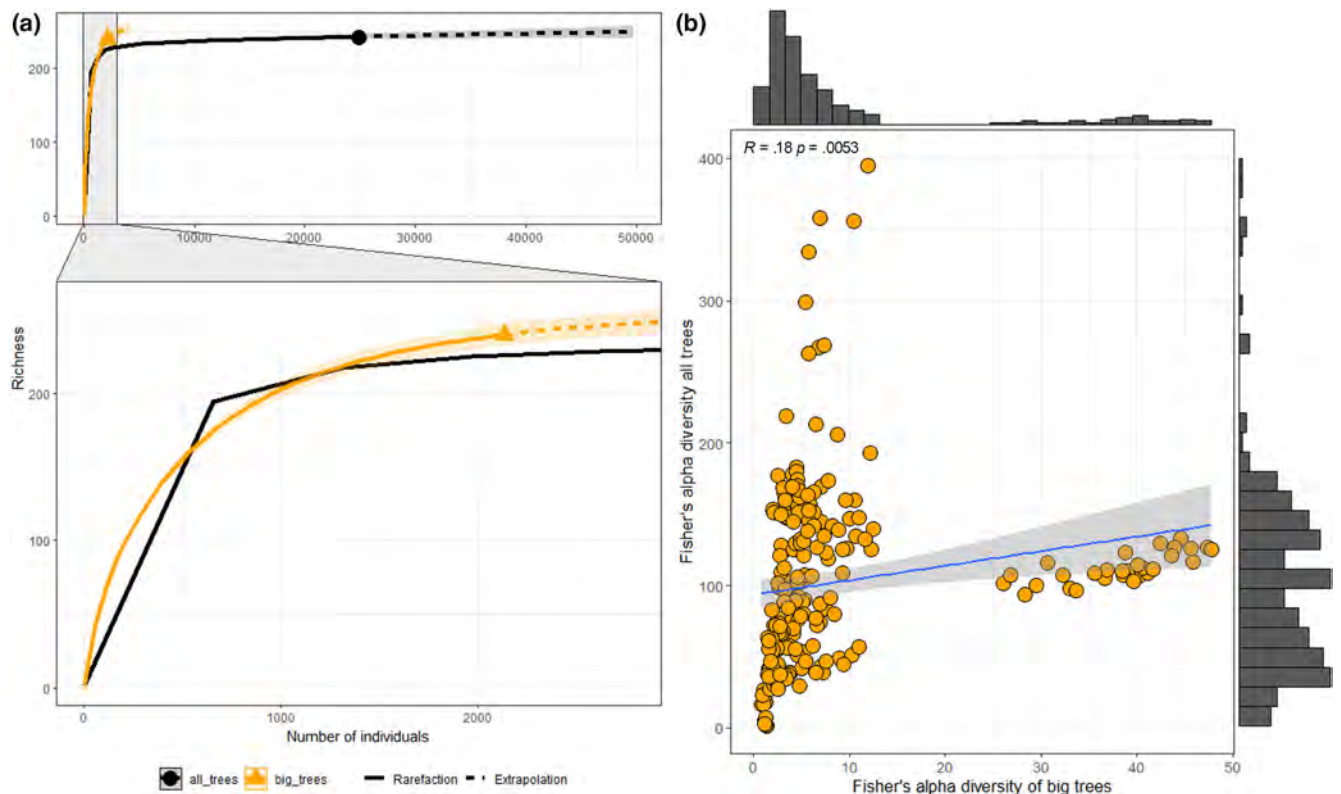 (a)
200
100
0
0
10000
20000
30000
40000
50000
Richness
200
100
0
0
1000
2000
Number of individuals
all_trees
big_trees
Rarefaction
Extrapolation
(b)
R = .18 p = .0053
Fisher's alpha diversity all trees
400
300
200
100
0
0
10
20
30
40
50
Fisher's alpha diversity of big trees